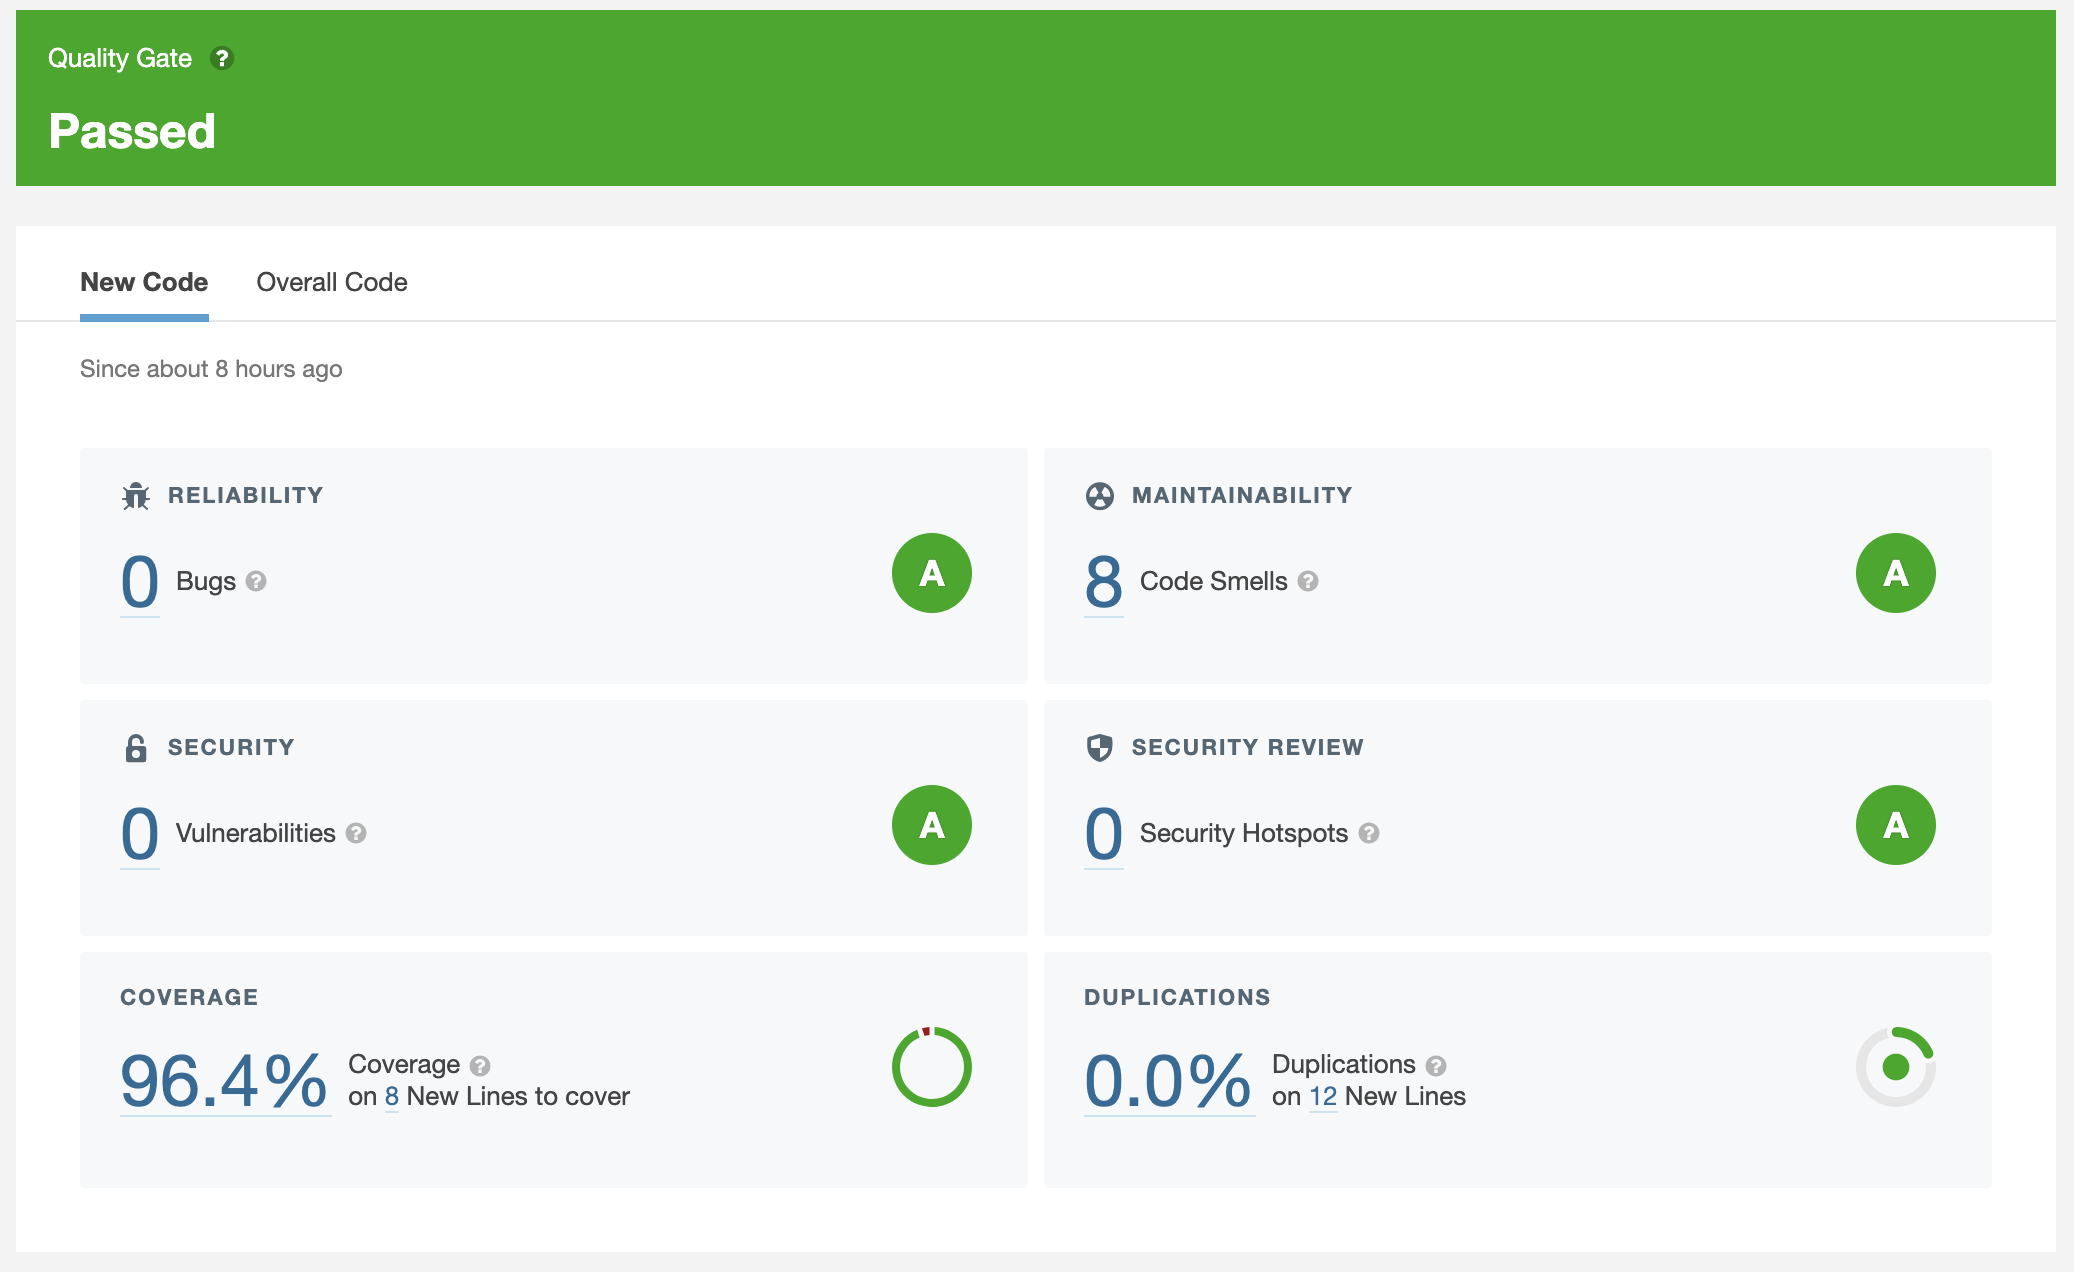 Quality Gate ?
Passed
New Code Overall Code
Since about 8 hours ago
RELIABILITY
0 Bugs ?
A
MAINTAINABILITY
8 Code Smells ?
A
SECURITY
0 Vulnerabilities ?
A
SECURITY REVIEW
0 Security Hotspots ?
A
COVERAGE
96.4% Coverage ?
on 8 New Lines to cover
DUPLICATIONS
0.0% Duplications ?
on 12 New Lines